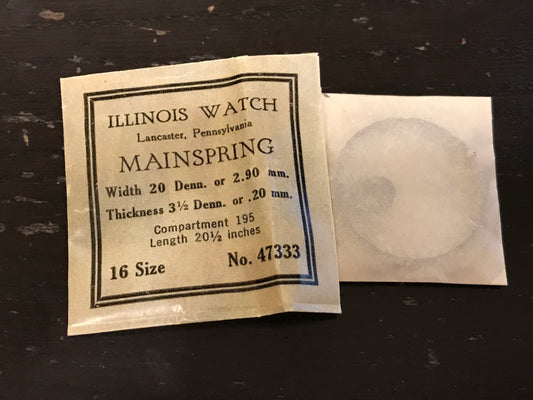 ILLINOIS WATCH
Lancaster, Pennsylvania
MAINSPRING
Width 20 Denn. or 2.90 mm.
Thickness 3½ Denn. or .20 mm.
Compartment 195
Length 20½ inches
16 Size No. 47333